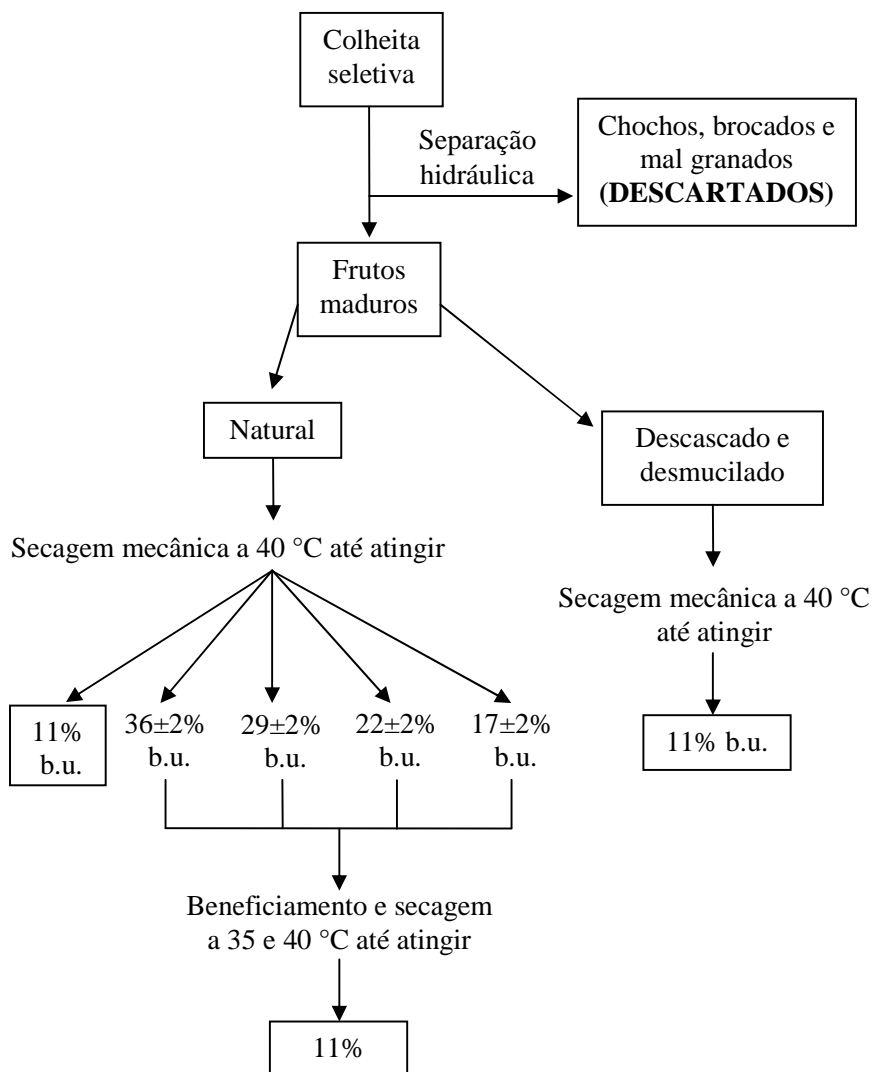 Colheita
seletiva
Separação
hidráulica
Chochos, brocados e
mal granados
(DESCARTADOS)
Frutos
maduros
Natural
Descascado e
desmucilado
Secagem mecânica a 40 °C até atingir
Secagem mecânica a 40 °C
até atingir
11%
b.u.
36±2%
b.u.
29±2%
b.u.
22±2%
b.u.
17±2%
b.u.
11% b.u.
Beneficiamento e secagem
a 35 e 40 °C até atingir
11%